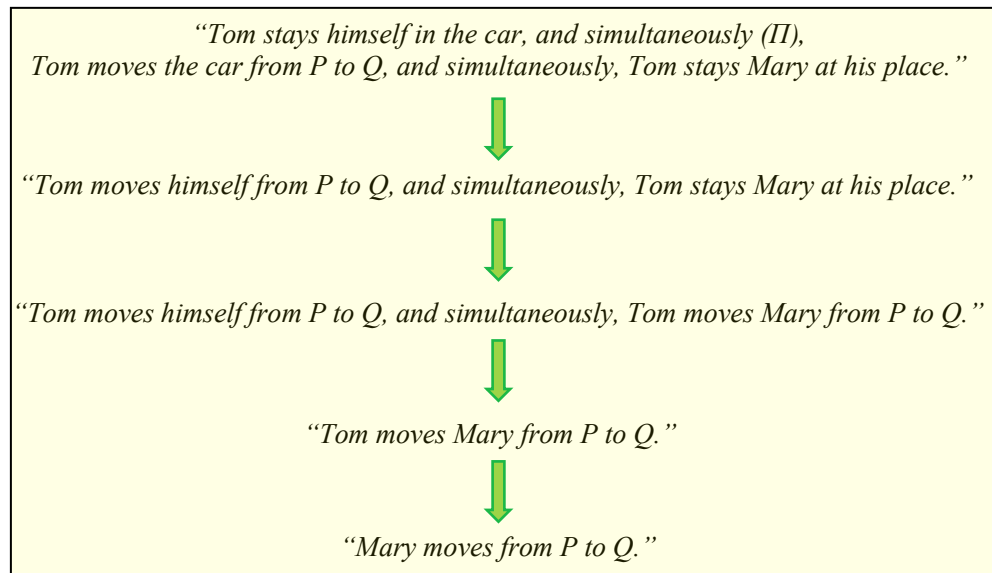 “Tom stays himself in the car, and simultaneously (Π),
Tom moves the car from P to Q, and simultaneously, Tom stays Mary at his place.”
“Tom moves himself from P to Q, and simultaneously, Tom stays Mary at his place.”
“Tom moves himself from P to Q, and simultaneously, Tom moves Mary from P to Q.”
“Tom moves Mary from P to Q.”
“Mary moves from P to Q.”